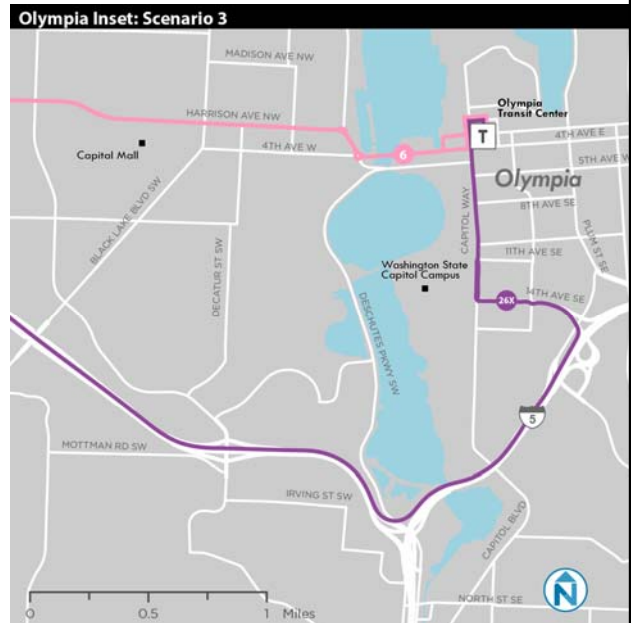 Olympia Inset: Scenario 3
MADISON AVE NW
HARRISON AVE NW
Olympia
Transit Center
T
4TH AVE E
4TH AVE W
6
5TH AVE W
Capital Mall
Olympia
BLACK LAKE BLVD SW
8TH AVE SE
CAPITOL WAY
PLUM ST SE
11TH AVE SE
Washington State
Capitol Campus
DECATUR ST SW
DESCHUTES PKWY SW
26X
14TH AVE SE
5
MOTTMAN RD SW
IRVING ST SW
CAPITOL BLVD
N
NORTH ST SE
0
0.5
1
Miles